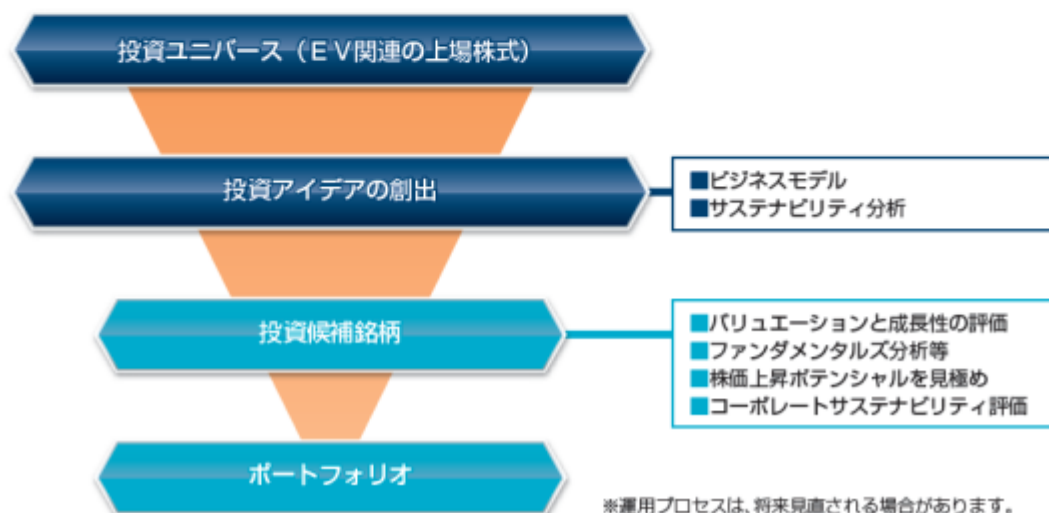 投資ユニバース（ＥＶ関連の上場株式）
投資アイデアの創出
■ビジネスモデル
■サステナビリティ分析
投資候補銘柄
■バリュエーションと成長性の評価
■ファンダメンタルズ分析等
■株価上昇ポテンシャルを見極め
■コーポレートサステナビリティ評価
ポートフォリオ
※運用プロセスは、将来見直される場合があります。